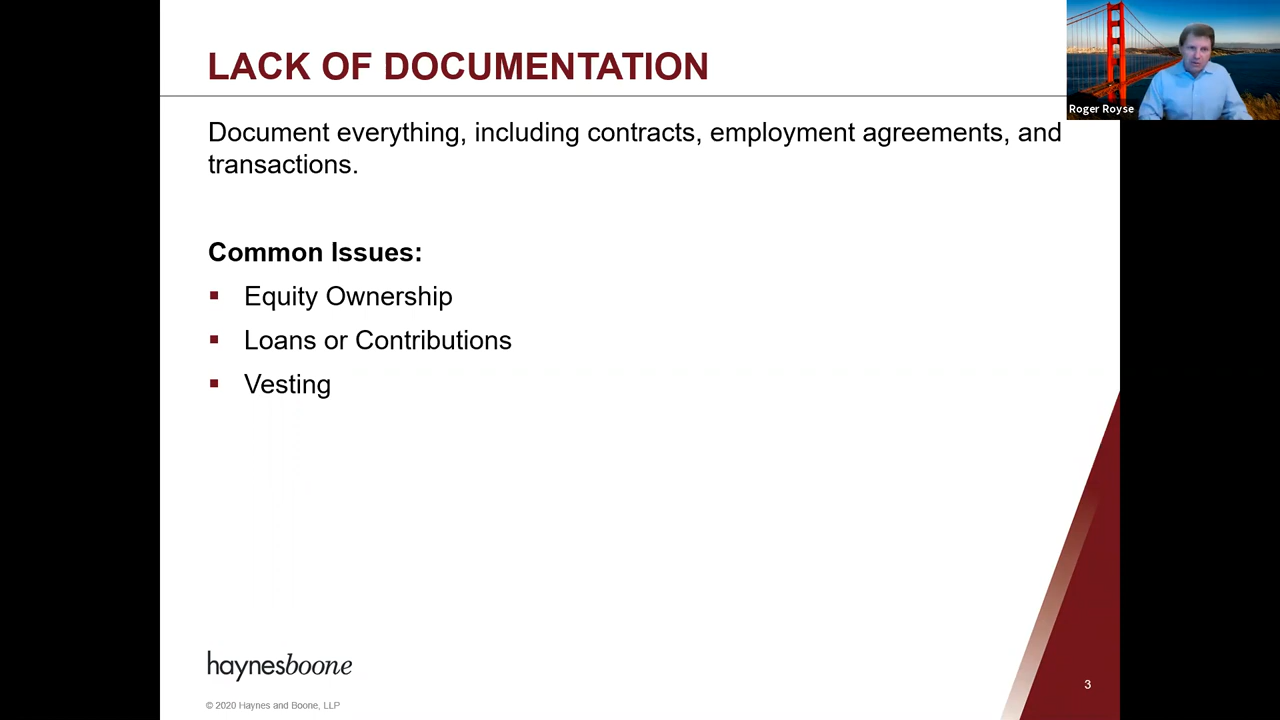 LACK OF DOCUMENTATION
Roger Royse
Document everything, including contracts, employment agreements, and
transactions.
Common Issues:
▪ Equity Ownership
▪ Loans or Contributions
▪ Vesting
haynesboone
© 2020 Haynes and Boone, LLP
3